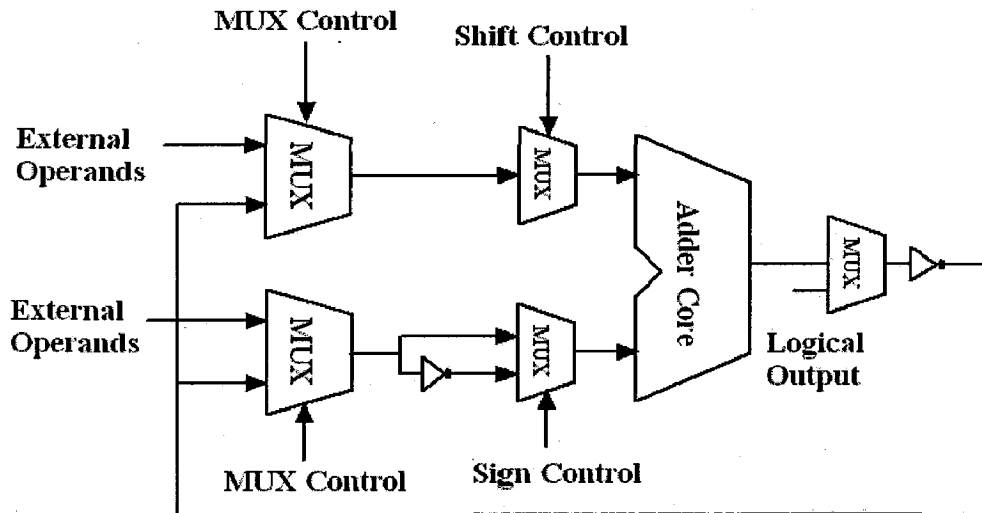 MUX Control
Shift Control
External
Operands
MUX
MUX
Adder Core
MUX
External
Operands
MUX
MUX
Logical
Output
MUX Control
Sign Control